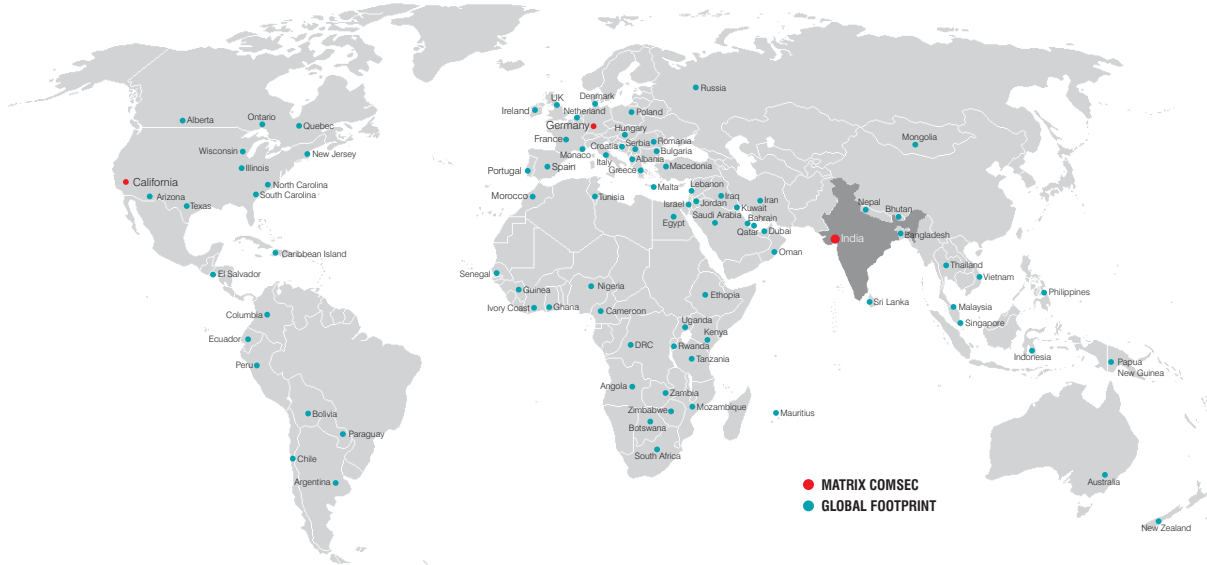 Alberta
Ontario
Quebec
Wisconsin
New Jersey
Illinois
California
North Carolina
Arizona
South Carolina
Texas
Caribbean Island
El Salvador
Columbia
Ecuador
Peru
Bolivia
Paraguay
Chile
Argentina
UK
Denmark
Ireland
Netherland
Poland
Russia
Germany
Hungary
France
Croatia
Serbia
Romania
Bulgaria
Monaco
Italy
Albania
Portugal
Spain
Greece
Macedonia
Malta
Morocco
Tunisia
Lebanon
Israel
Jordan
Iraq
Iran
Kuwait
Egypt
Saudi Arabia
Bahrain
Qatar
Dubai
Oman
Mongolia
Nepal
Bhutan
India
Bangladesh
Thailand
Vietnam
Sri Lanka
Philippines
Malaysia
Singapore
Indonesia
Papua
New Guinea
Senegal
Guinea
Nigeria
Ethopia
Ivory Coast
Ghana
Cameroon
Uganda
Kenya
DRC
Rwanda
Tanzania
Angola
Zambia
Zimbabwe
Mozambique
Mauritius
Botswana
South Africa
Australia
New Zealand
MATRIX COMSEC
GLOBAL FOOTPRINT